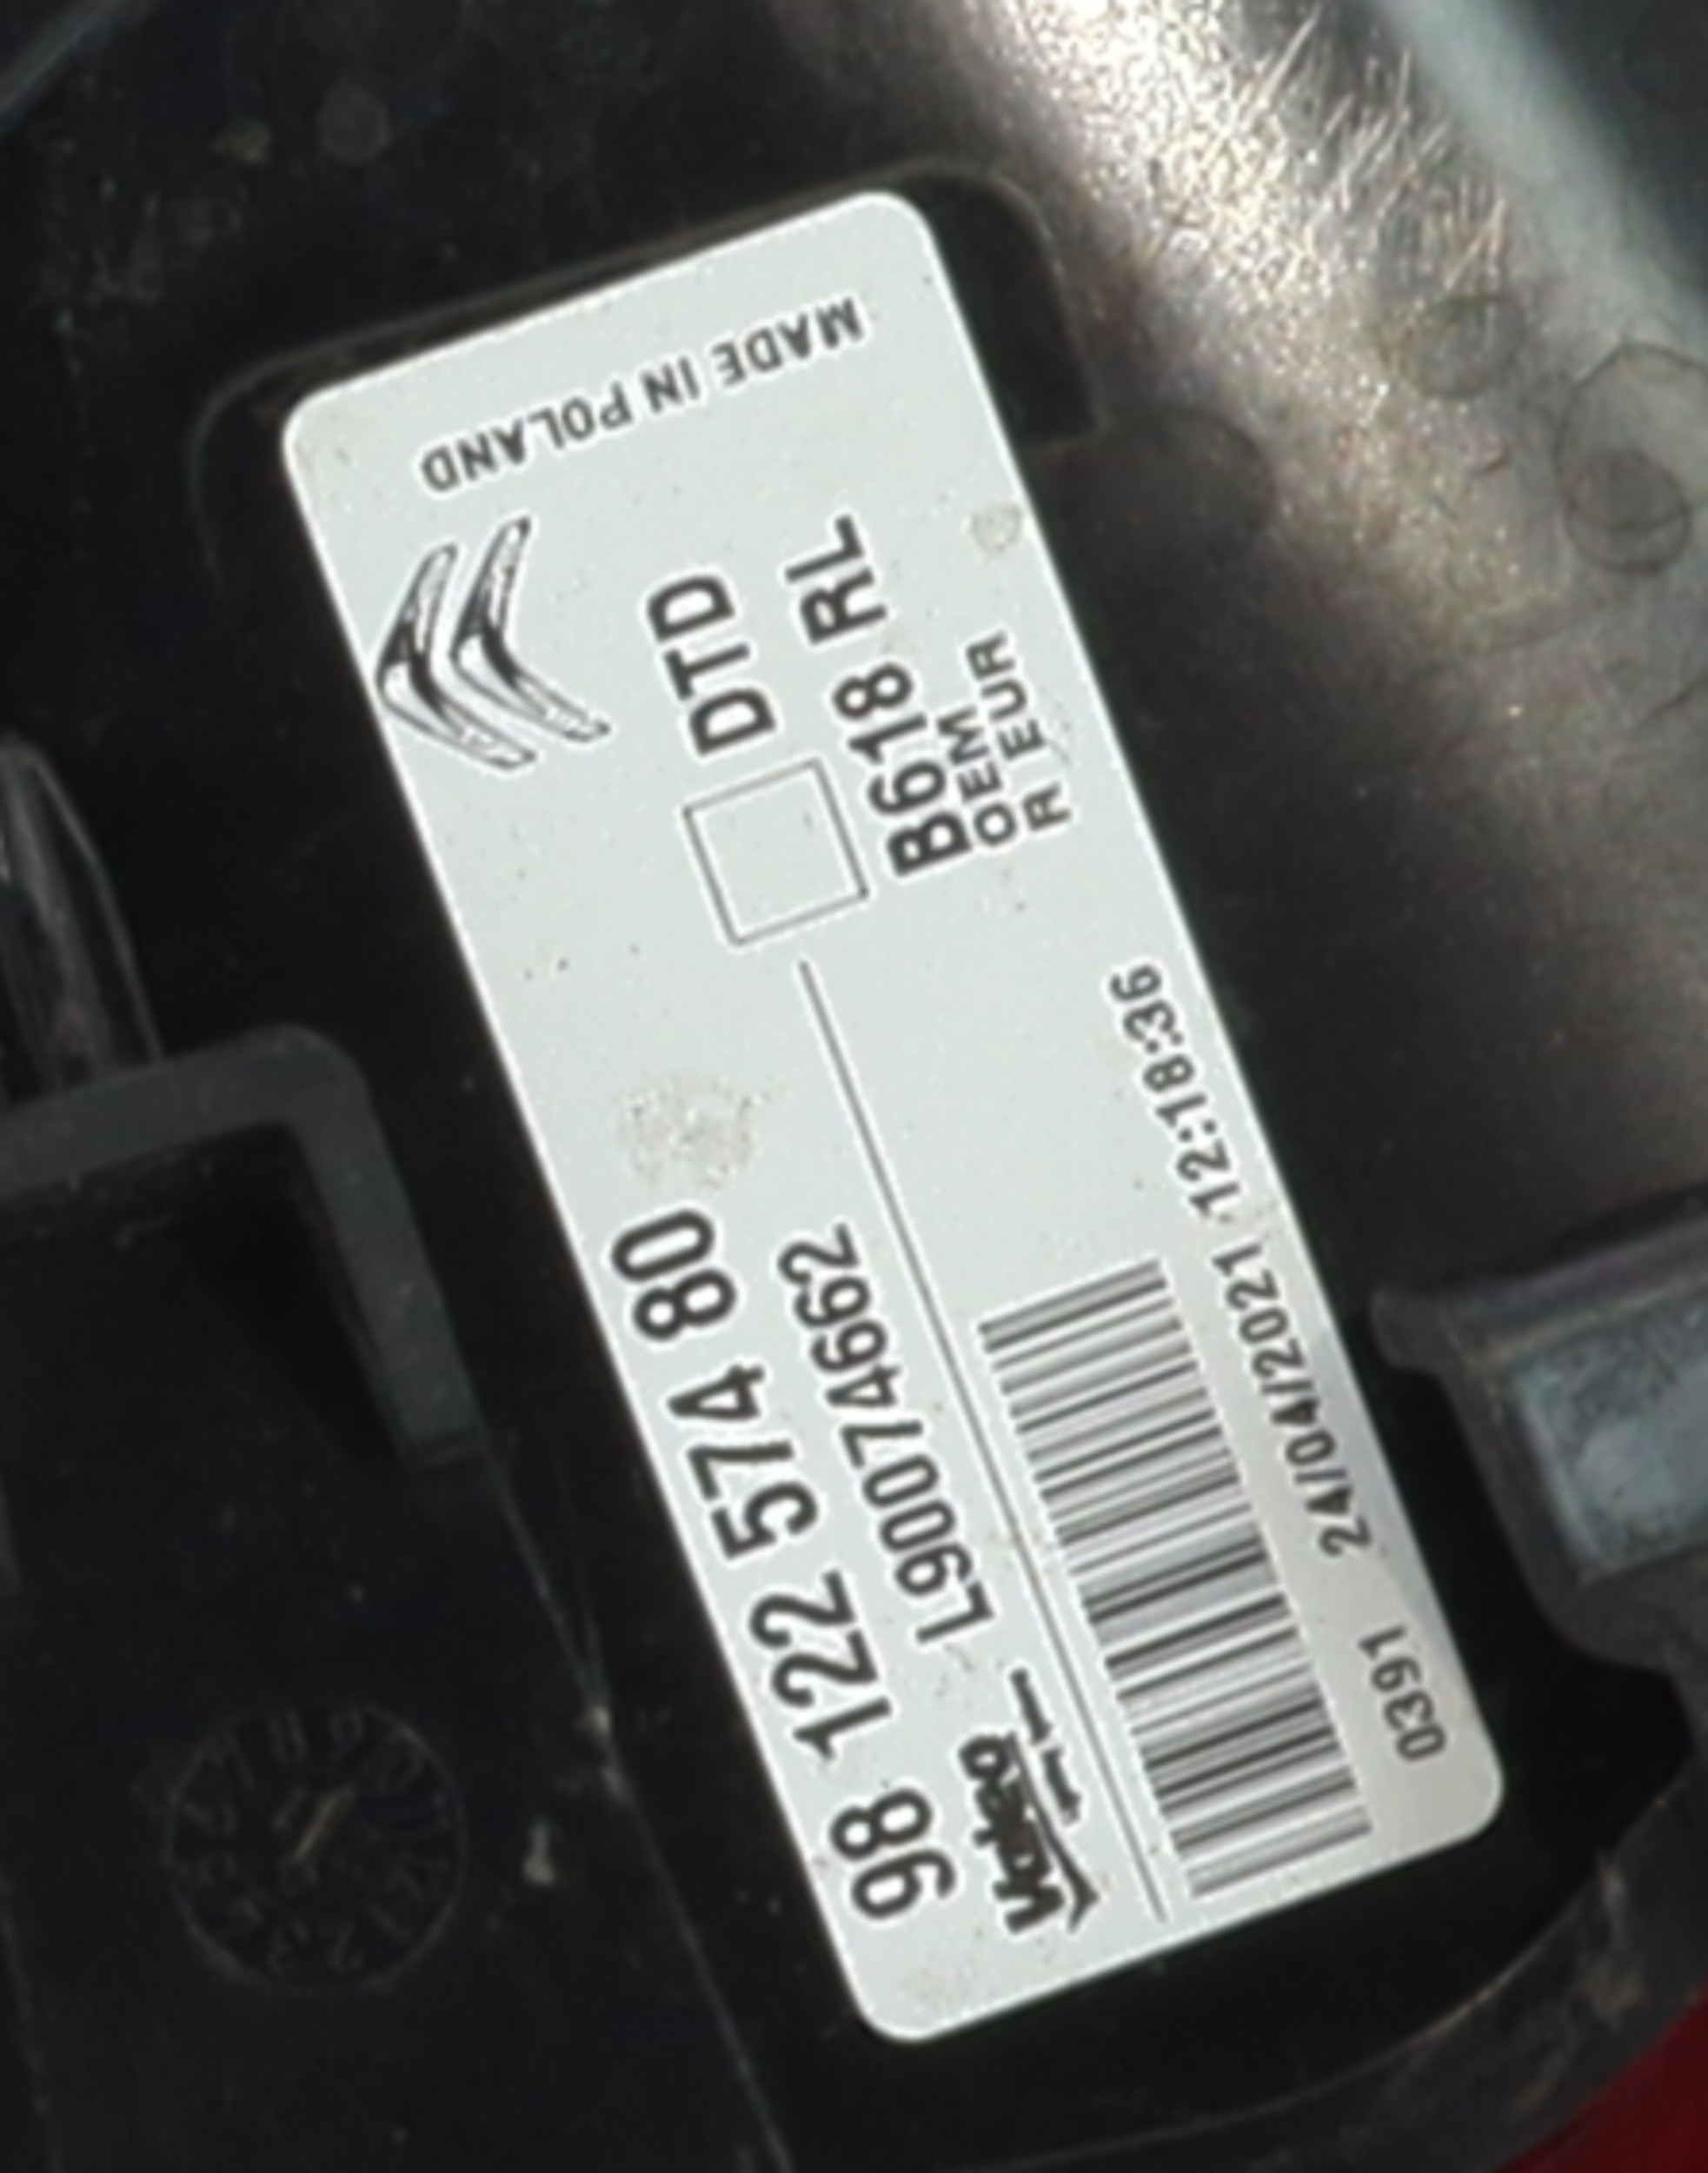 98 122 574 80
Valeo L90074662
0391 24/04/2021 12:18:36
DTD
B618 RL
OEM
R EUR
MADE IN POLAND